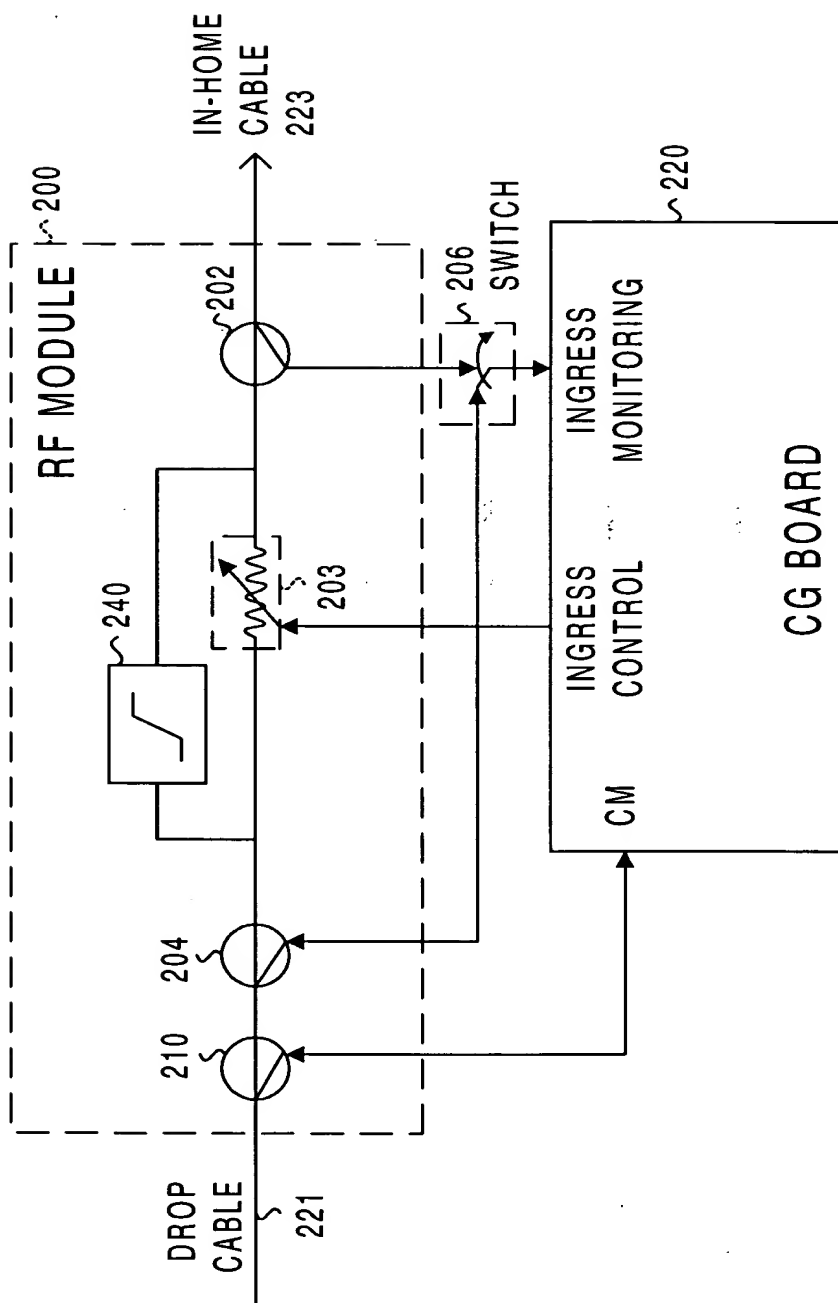 RF MODULE
200
DROP
CABLE
221
210
204
240
203
202
IN-HOME
CABLE
223
206
SWITCH
220
CM
INGRESS
CONTROL
INGRESS
MONITORING
CG BOARD